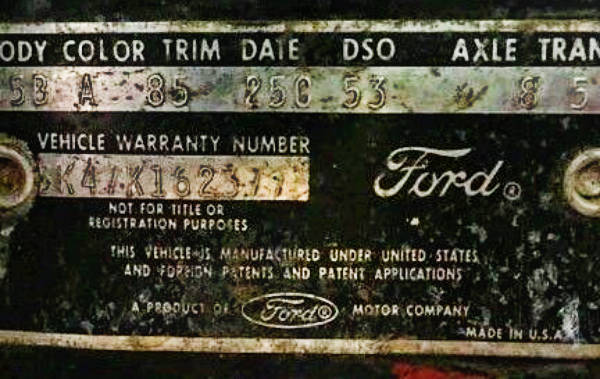 ODY COLOR TRIM DATE DSO AXLE TRAN
53B A 85 25C 53 8 5
VEHICLE WARRANTY NUMBER
NOT FOR TITLE OR
REGISTRATION PURPOSES
Ford®
THIS VEHICLE IS MANUFACTURED UNDER UNITED STATES
AND FOREIGN PATENTS AND PATENT APPLICATIONS
A PRODUCT OF Ford® MOTOR COMPANY
MADE IN U.S.A.